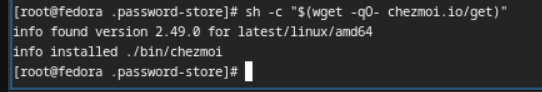 [root@fedora .password-store]# sh -c "$(wget -qO- chezmoi.io/get)"
info found version 2.49.0 for latest/linux/amd64
info installed ./bin/chezmoi
[root@fedora .password-store]#